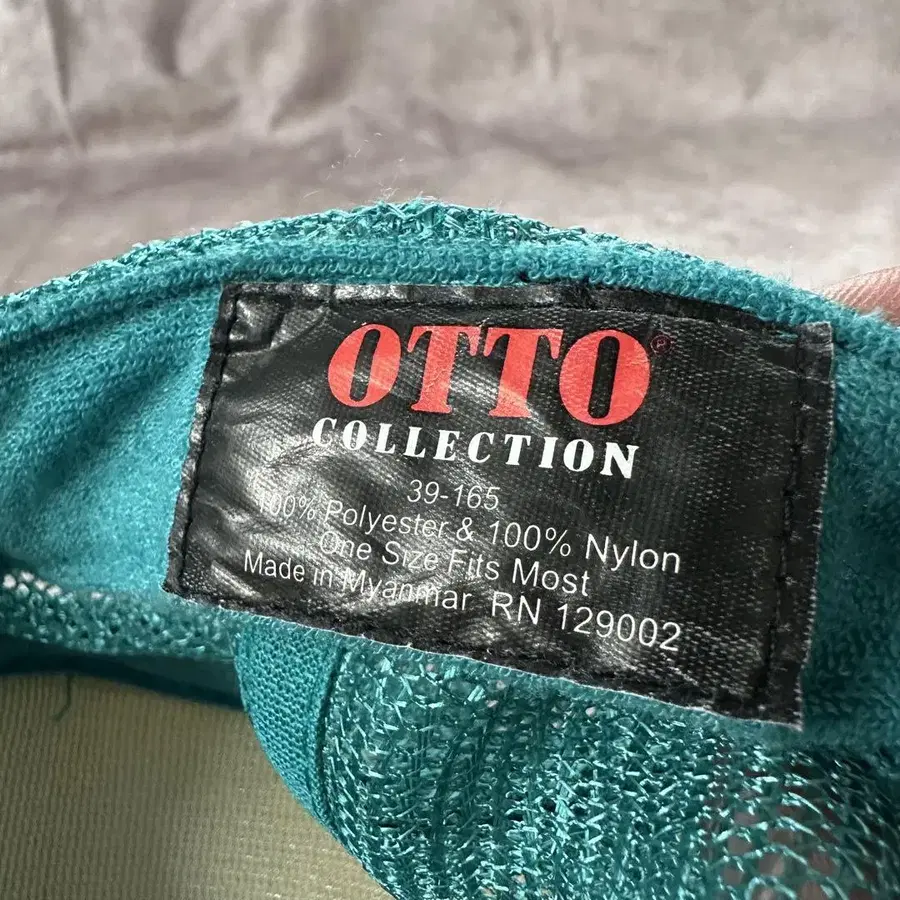 OTTO®
COLLECTION
39-165
100% Polyester & 100% Nylon
One Size Fits Most
Made in Myanmar RN 129002